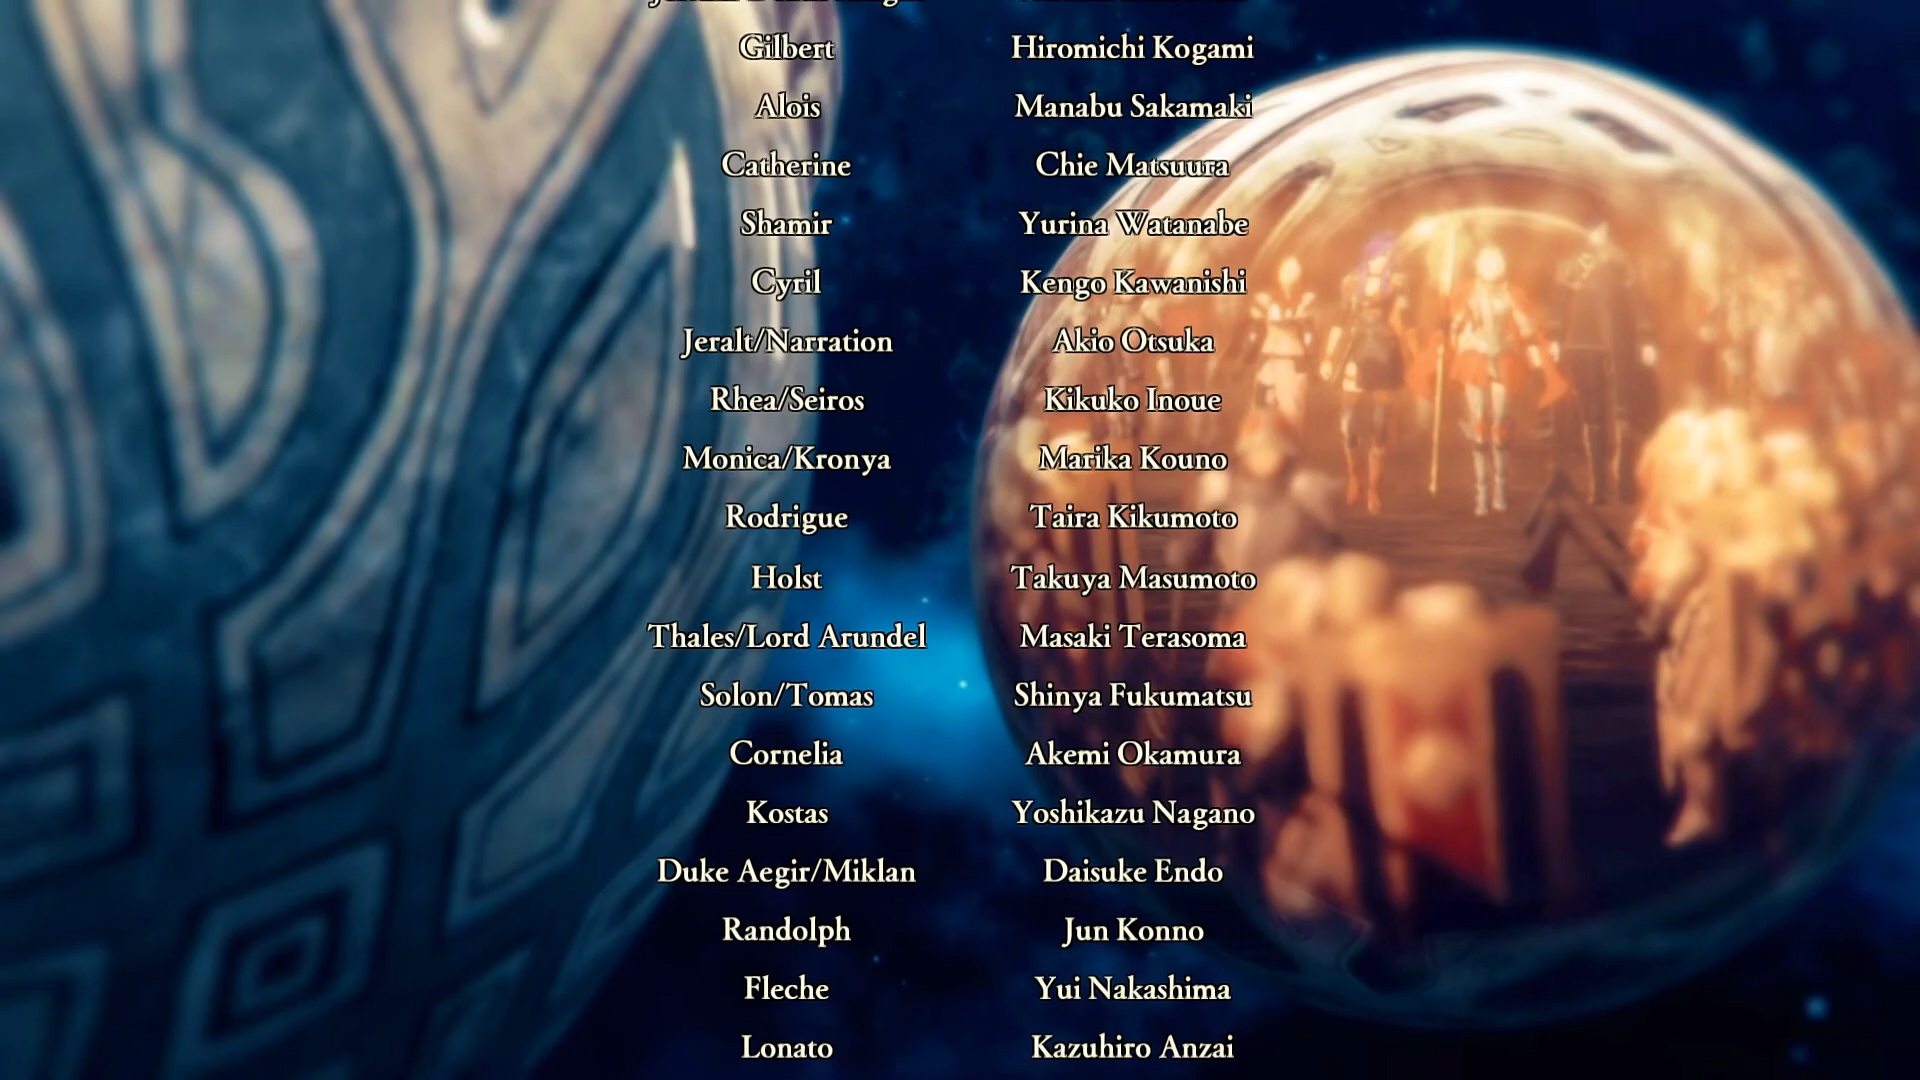 Gilbert Hiromichi Kogami
Alois Manabu Sakamaki
Catherine Chie Matsuura
Shamir Yurina Watanabe
Cyril Kengo Kawanishi
Jeralt/Narration Akio Otsuka
Rhea/Seiros Kikuko Inoue
Monica/Kronya Marika Kouno
Rodrigue Taira Kikumoto
Holst Takuya Masumoto
Thales/Lord Arundel Masaki Terasoma
Solon/Tomas Shinya Fukumatsu
Cornelia Akemi Okamura
Kostas Yoshikazu Nagano
Duke Aegir/Miklan Daisuke Endo
Randolph Jun Konno
Fleche Yui Nakashima
Lonato Kazuhiro Anzai